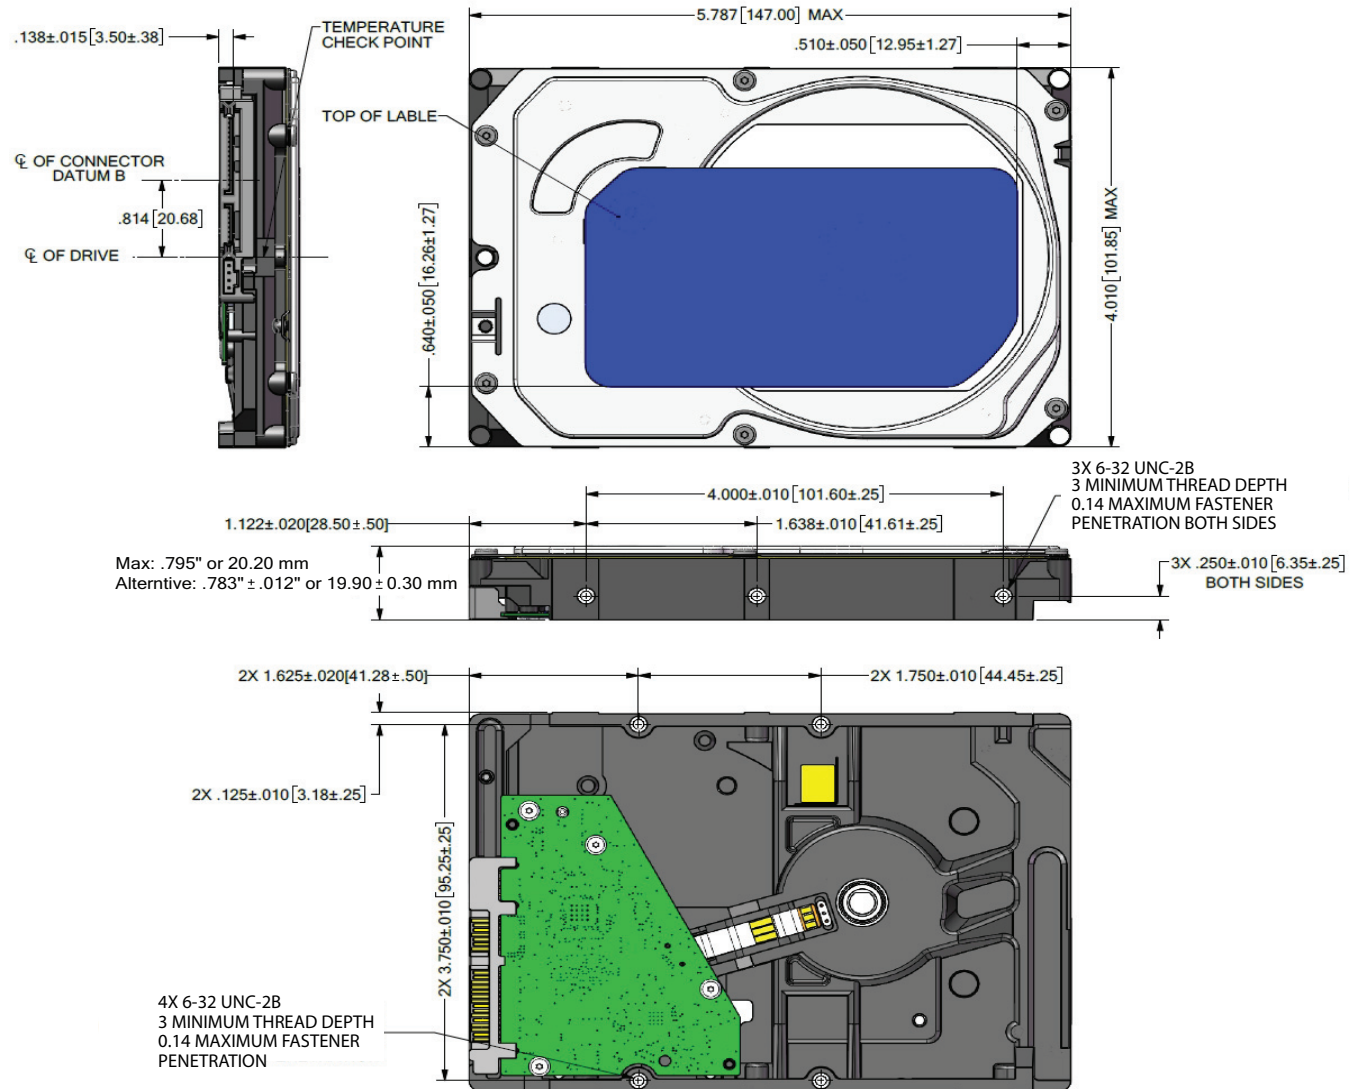 5.787[147.00] MAX
.138±.015[3.50±.38]
TEMPERATURE
CHECK POINT
.510±.050[12.95±1.27]
TOP OF LABLE
℄ OF CONNECTOR
DATUM B
.814[20.68]
℄ OF DRIVE
.640±.050[16.26±1.27]
4.010[101.85] MAX
3X 6-32 UNC-2B
3 MINIMUM THREAD DEPTH
0.14 MAXIMUM FASTENER
PENETRATION BOTH SIDES
4.000±.010[101.60±.25]
1.122±.020[28.50±.50]
1.638±.010[41.61±.25]
Max: .795" or 20.20 mm
Alterntive: .783" ± .012" or 19.90 ± 0.30 mm
3X .250±.010[6.35±.25]
BOTH SIDES
2X 1.625±.020[41.28±.50]
2X 1.750±.010[44.45±.25]
2X .125±.010[3.18±.25]
2X 3.750±.010[95.25±.25]
4X 6-32 UNC-2B
3 MINIMUM THREAD DEPTH
0.14 MAXIMUM FASTENER
PENETRATION